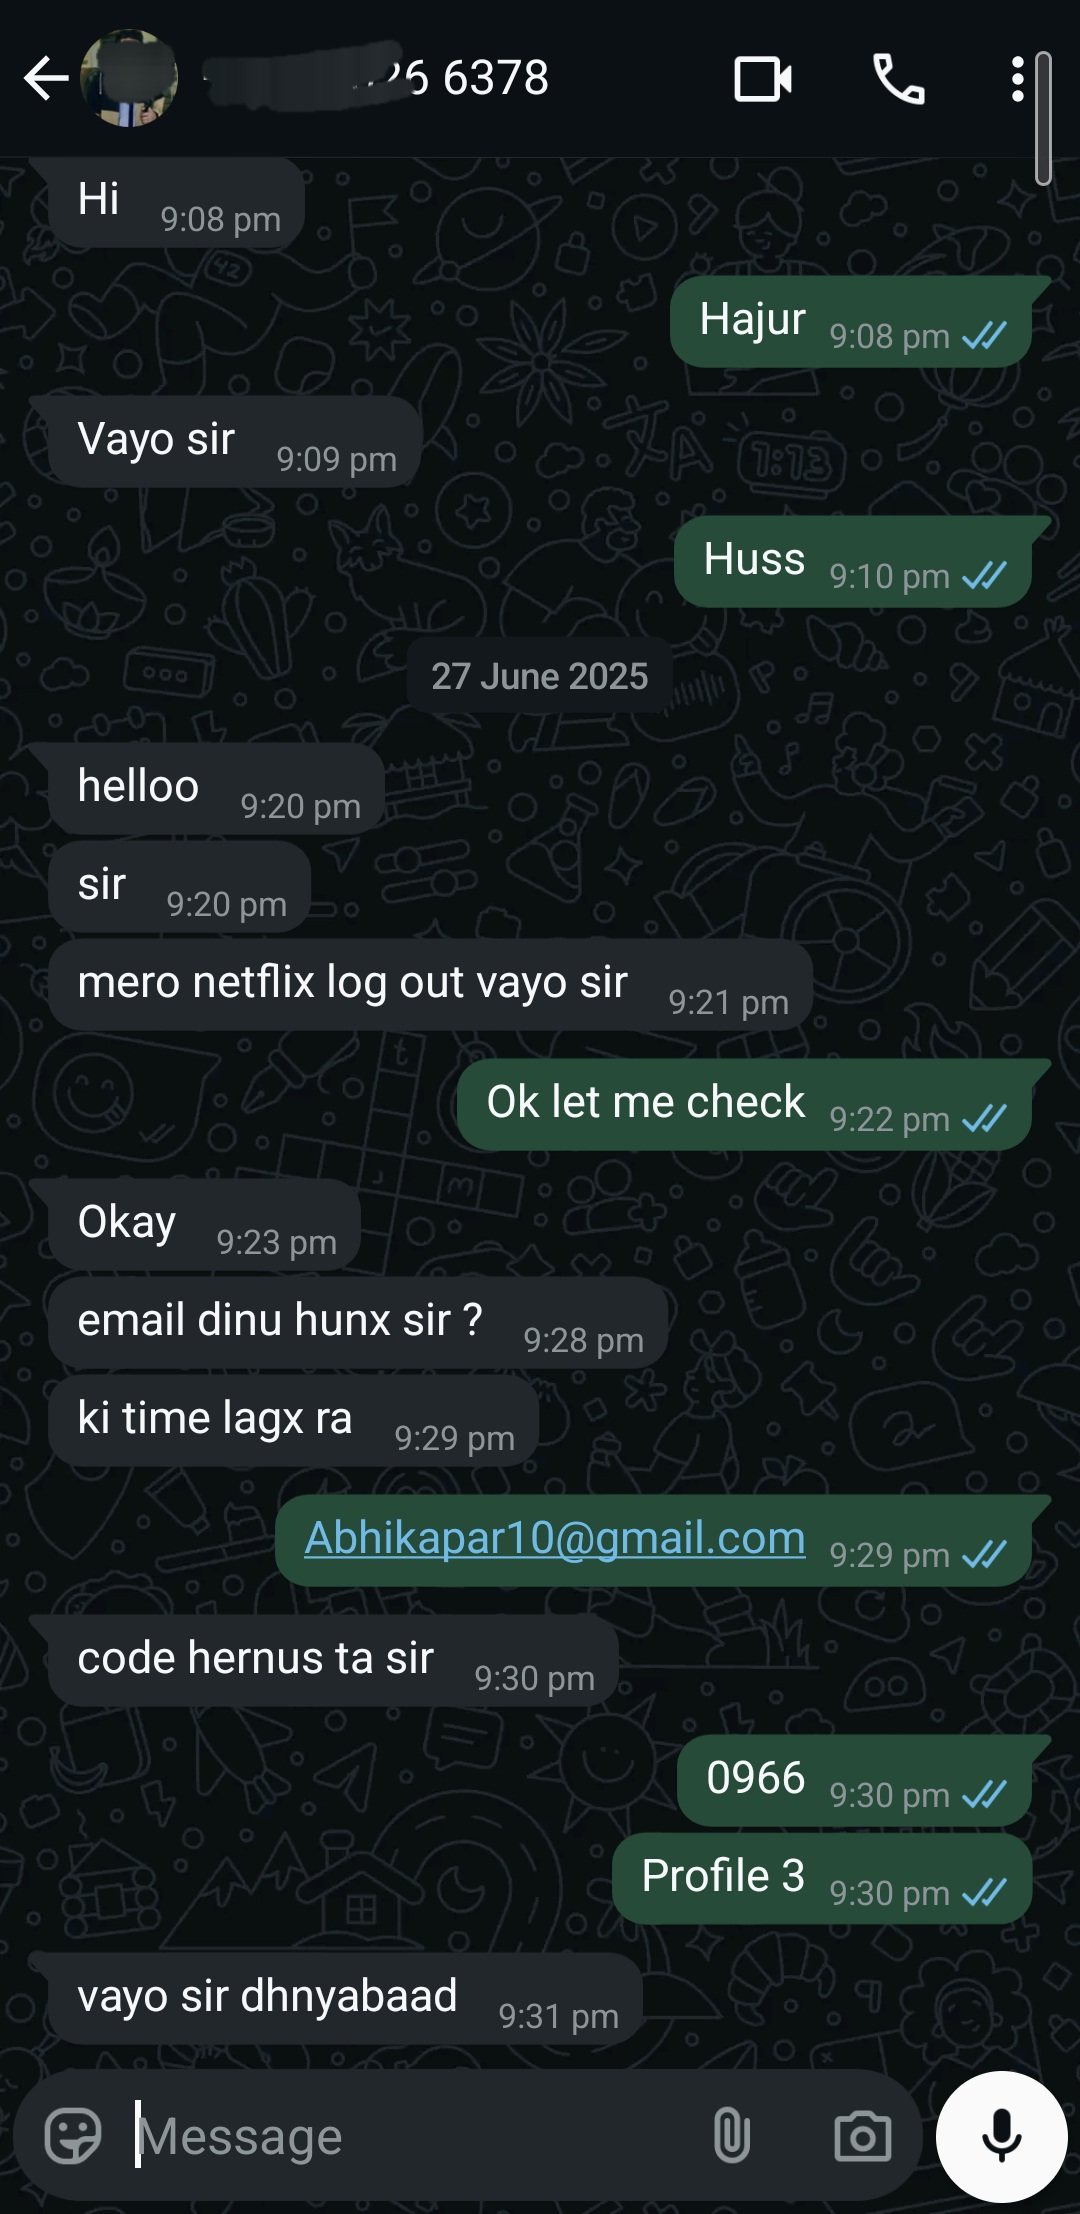 26 6378
Hi 9:08 pm
Hajur 9:08 pm
Vayo sir 9:09 pm
Huss 9:10 pm
27 June 2025
helloo 9:20 pm
sir 9:20 pm
mero netflix log out vayo sir 9:21 pm
Ok let me check 9:22 pm
Okay 9:23 pm
email dinu hunx sir ? 9:28 pm
ki time lagx ra 9:29 pm
Abhikapar10@gmail.com 9:29 pm
code hernus ta sir 9:30 pm
0966 9:30 pm
Profile 3 9:30 pm
vayo sir dhnyabaad 9:31 pm
Message